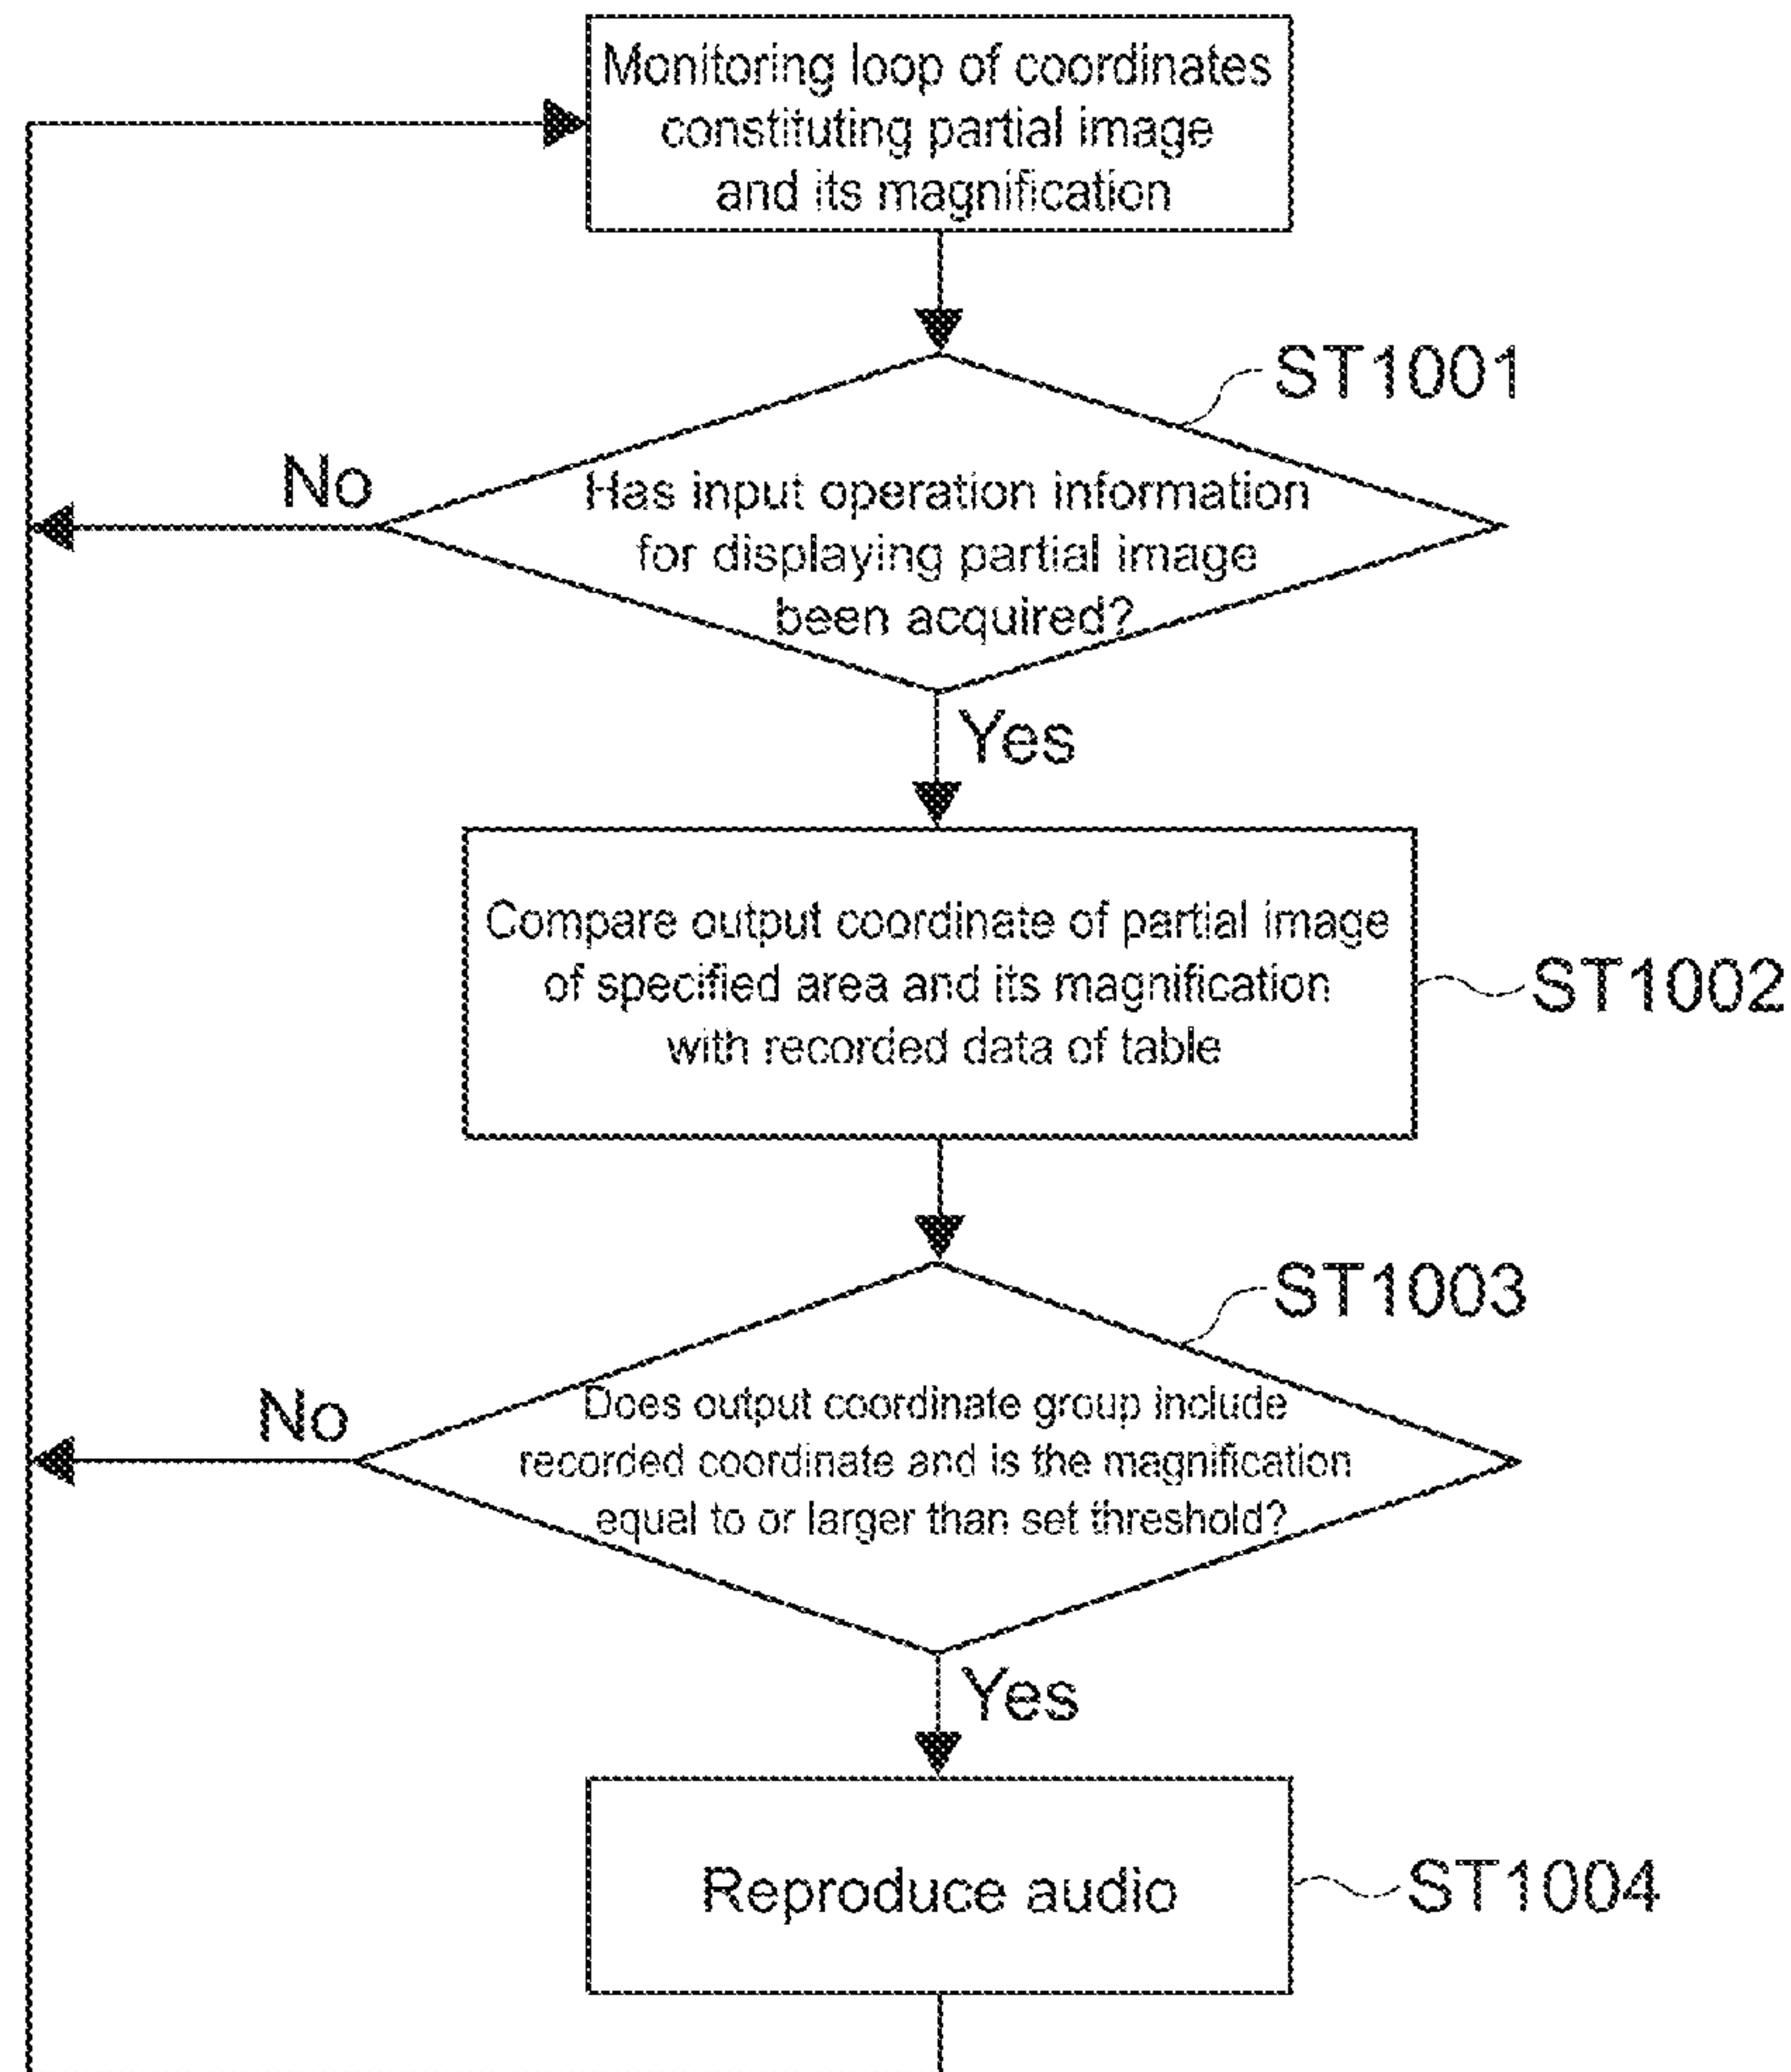 Monitoring loop of coordinates
constituting partial image
and its magnification
ST1001
No
Has input operation information
for displaying partial image
been acquired?
Yes
Compare output coordinate of partial image
of specified area and its magnification
with recorded data of table
ST1002
ST1003
No
Does output coordinate group include
recorded coordinate and is the magnification
equal to or larger than set threshold?
Yes
Reproduce audio
ST1004